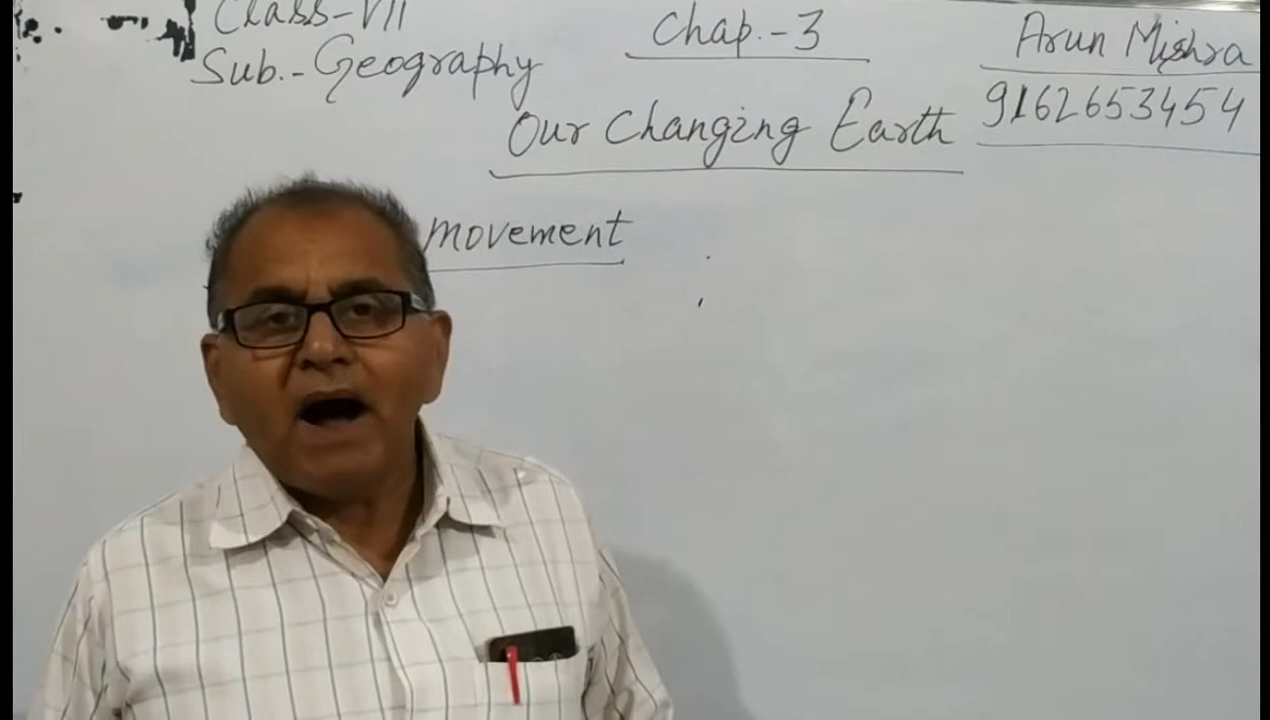 Class-VII
Sub.-Geography
Chap.-3
Our Changing Earth
Arun Mishra
9162653454
movement